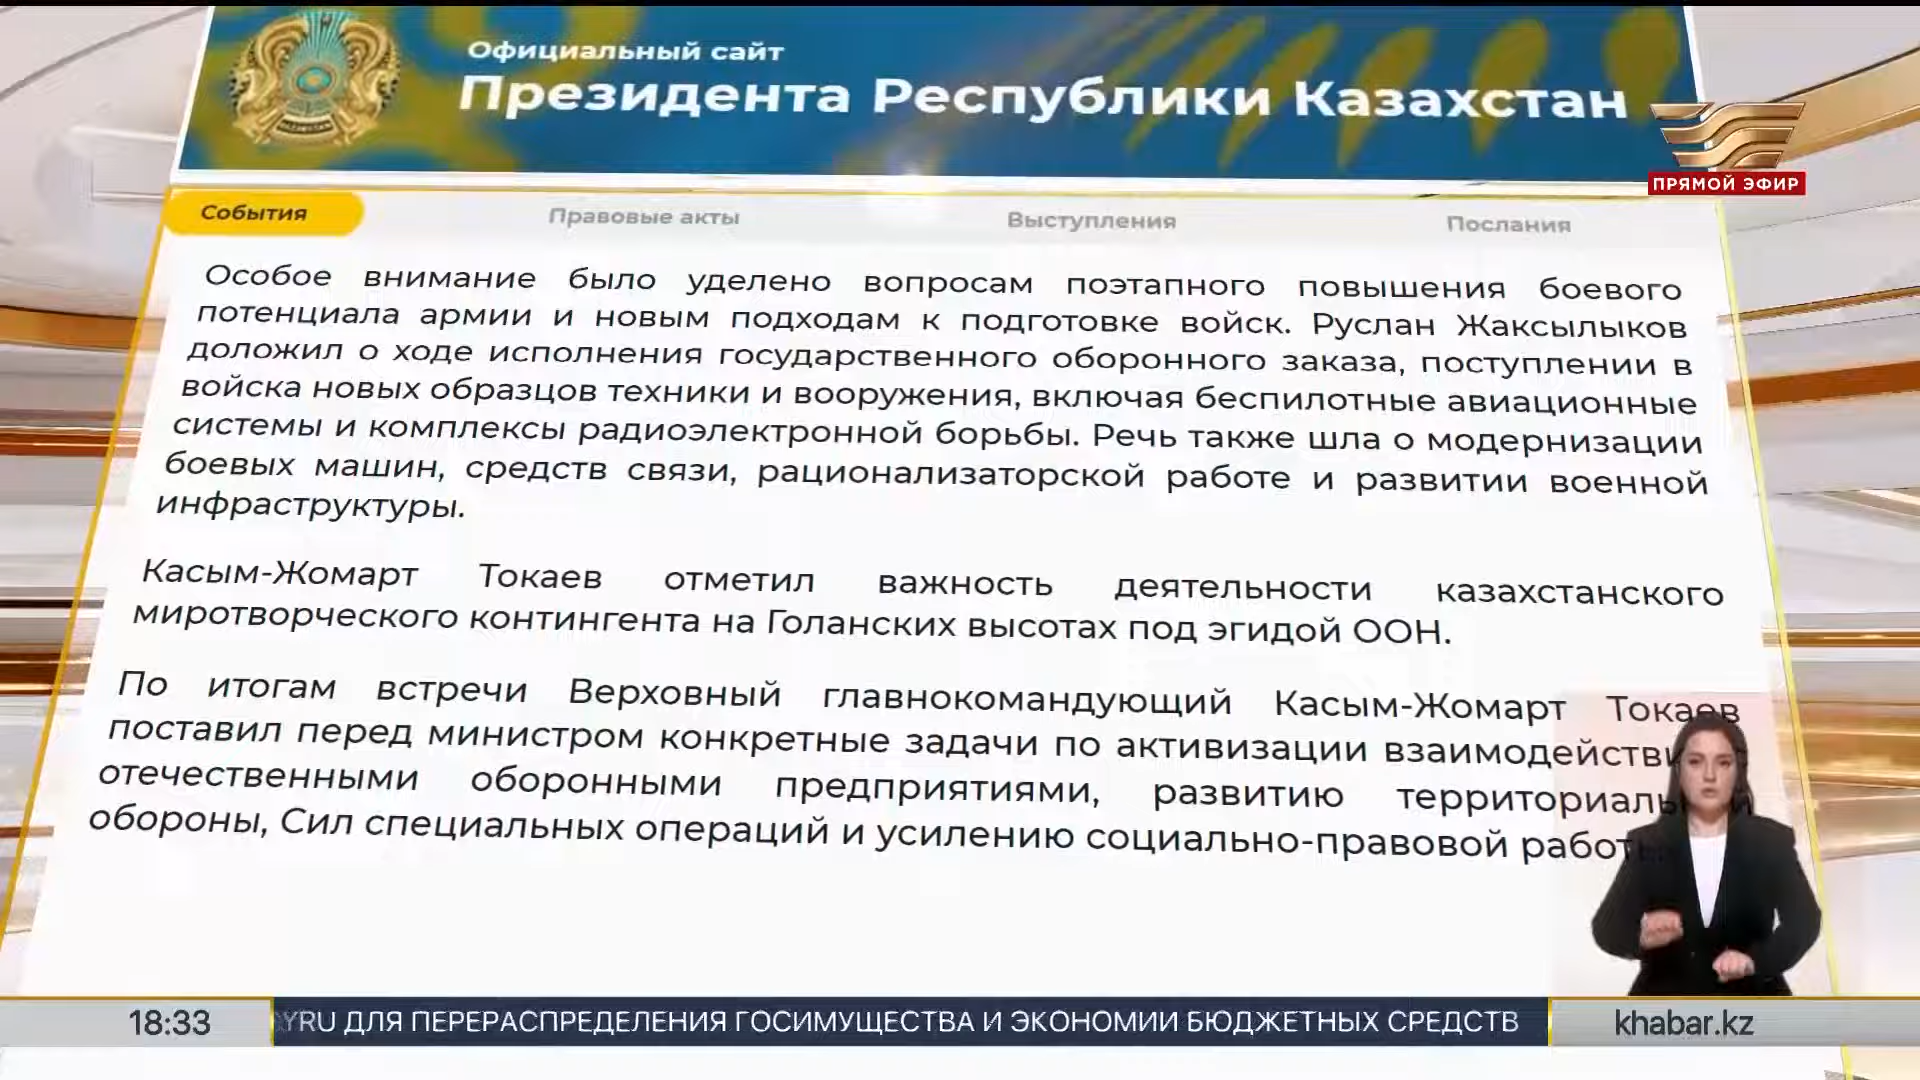 Официальный сайт
Президента Республики Казахстан
ПРЯМОЙ ЭФИР
События
Правовые акты
Выступления
Послания
Особое внимание было уделено вопросам поэтапного повышения боевого
потенциала армии и новым подходам к подготовке войск. Руслан Жаксылыков
доложил о ходе исполнения государственного оборонного заказа, поступлении в
войска новых образцов техники и вооружения, включая беспилотные авиационные
системы и комплексы радиоэлектронной борьбы. Речь также шла о модернизации
боевых машин, средств связи, рационализаторской работе и развитии военной
инфраструктуры.
Касым-Жомарт Токаев отметил важность деятельности казахстанского
миротворческого контингента на Голанских высотах под эгидой ООН.
По итогам встречи Верховный главнокомандующий Касым-Жомарт Токаев
поставил перед министром конкретные задачи по активизации
отечественными оборонными предприятиями, развитию
обороны, Сил специальных операций и усилению социально-правовой
18:33
YRU ДЛЯ ПЕРЕРАСПРЕДЕЛЕНИЯ ГОСИМУЩЕСТВА И ЭКОНОМИИ БЮДЖЕТНЫХ СРЕДСТВ
khabar.kz